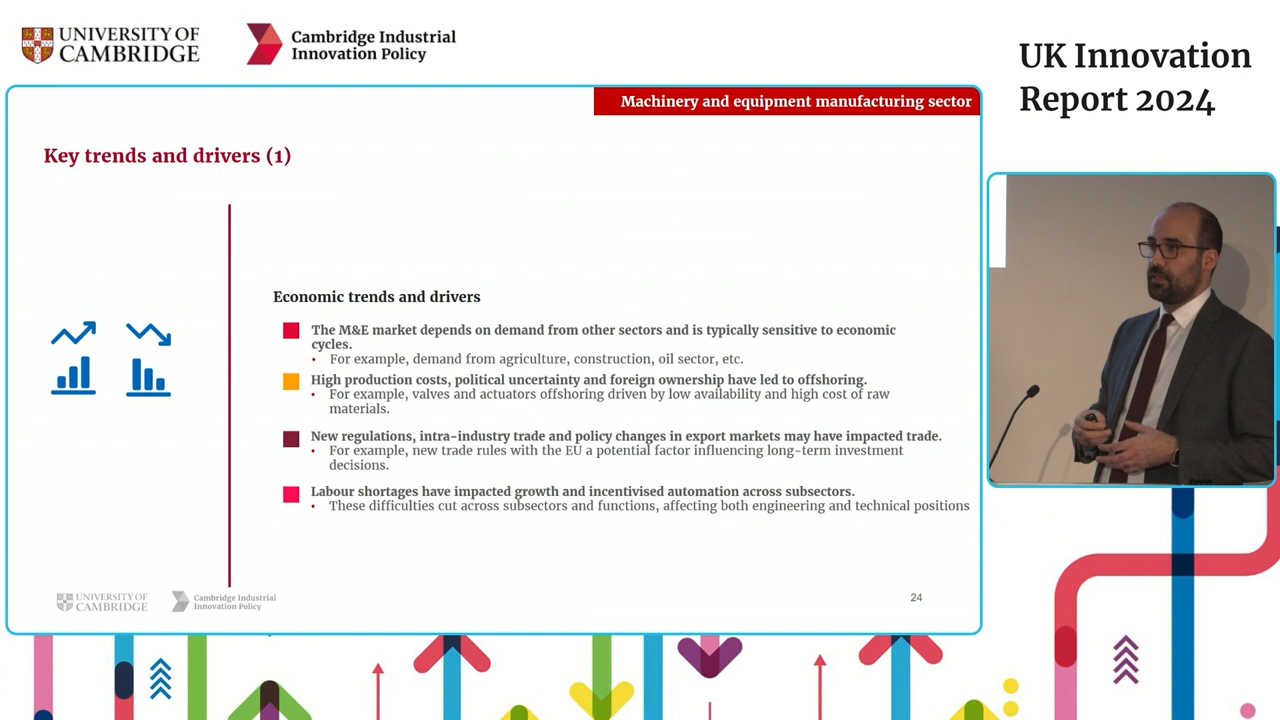 UNIVERSITY OF
CAMBRIDGE
Cambridge Industrial
Innovation Policy
UK Innovation
Report 2024
Machinery and equipment manufacturing sector
Key trends and drivers (1)
Economic trends and drivers
The M&E market depends on demand from other sectors and is typically sensitive to economic
cycles.
• For example, demand from agriculture, construction, oil sector, etc.
High production costs, political uncertainty and foreign ownership have led to offshoring.
• For example, valves and actuators offshoring driven by low availability and high cost of raw
materials.
New regulations, intra-industry trade and policy changes in export markets may have impacted trade.
• For example, new trade rules with the EU a potential factor influencing long-term investment
decisions.
Labour shortages have impacted growth and incentivised automation across subsectors.
• These difficulties cut across subsectors and functions, affecting both engineering and technical positions
UNIVERSITY OF
CAMBRIDGE
Cambridge Industrial
Innovation Policy
24